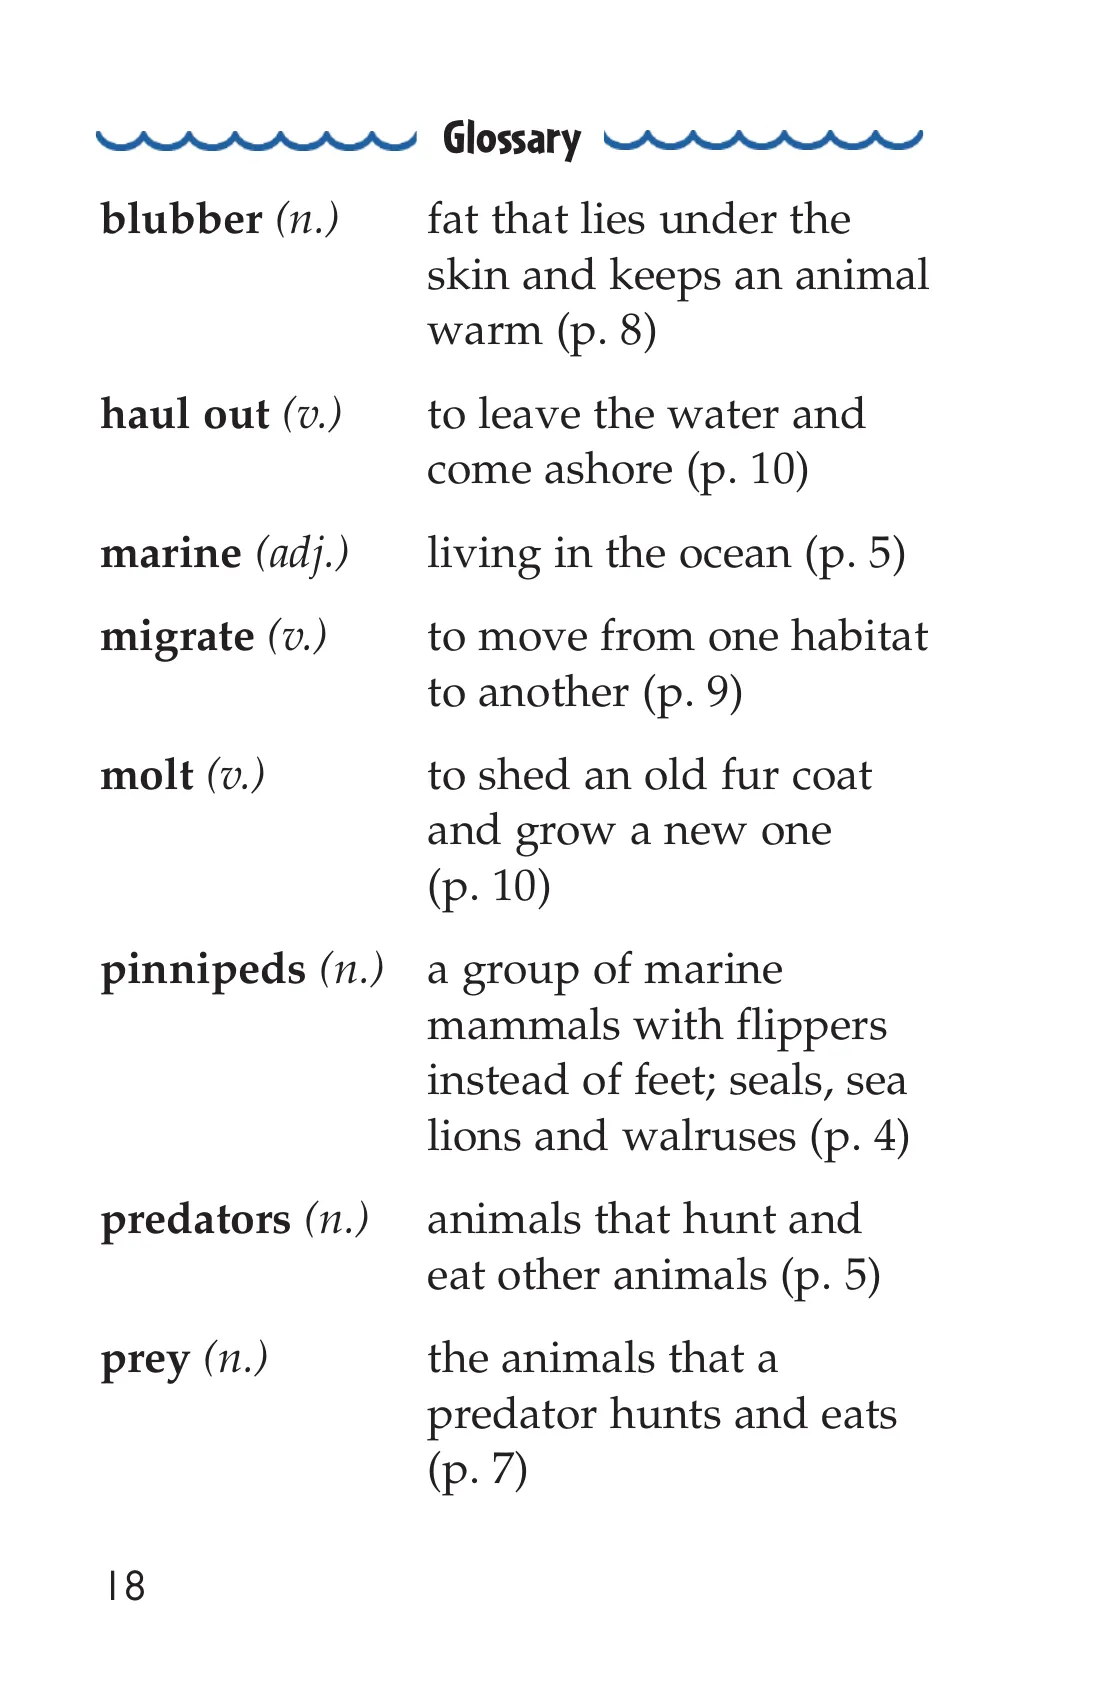 Glossary
blubber (n.) fat that lies under the
skin and keeps an animal
warm (p. 8)
haul out (v.) to leave the water and
come ashore (p. 10)
marine (adj.) living in the ocean (p. 5)
migrate (v.) to move from one habitat
to another (p. 9)
molt (v.) to shed an old fur coat
and grow a new one
(p. 10)
pinnipeds (n.) a group of marine
mammals with flippers
instead of feet; seals, sea
lions and walruses (p. 4)
predators (n.) animals that hunt and
eat other animals (p. 5)
prey (n.) the animals that a
predator hunts and eats
(p. 7)
18